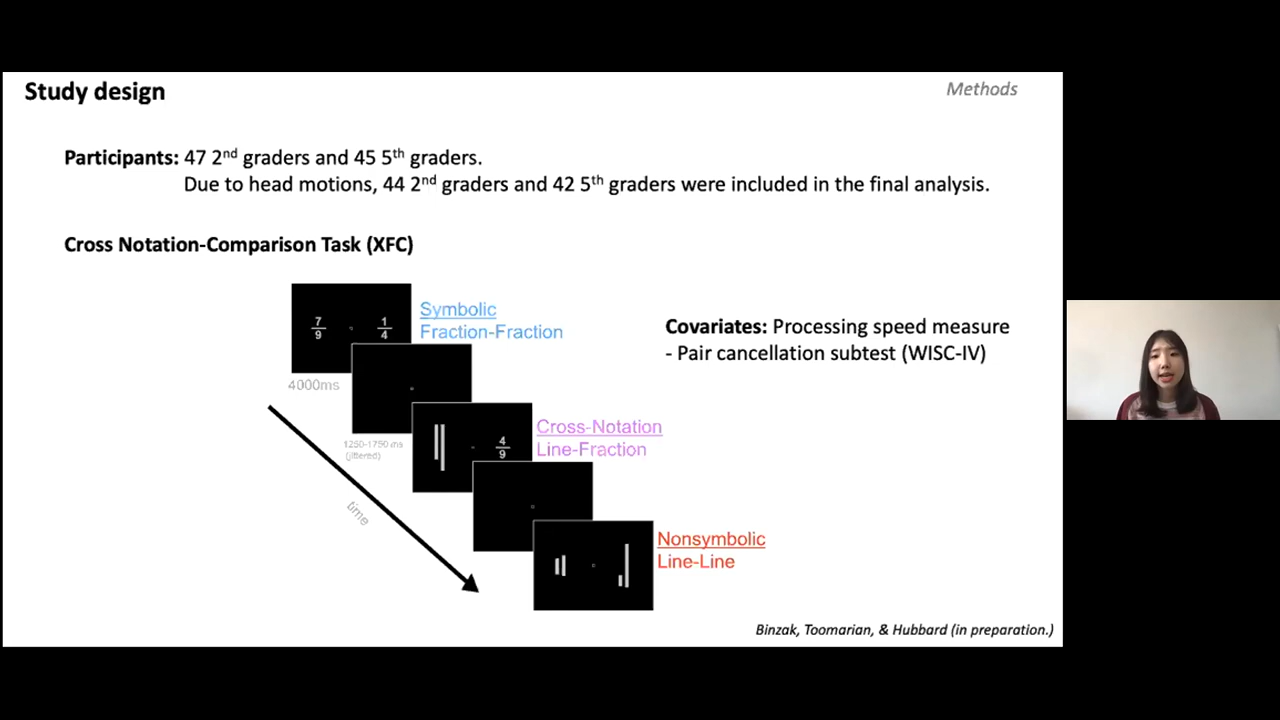 Study design
Methods
Participants: 47 2nd graders and 45 5th graders.
Due to head motions, 44 2nd graders and 42 5th graders were included in the final analysis.
Cross Notation-Comparison Task (XFC)
7
9
1
4
Symbolic
Fraction-Fraction
4000ms
Covariates: Processing speed measure
- Pair cancellation subtest (WISC-IV)
1250-1750 ms
(jittered)
4
9
Cross-Notation
Line-Fraction
time
Nonsymbolic
Line-Line
Binzak, Toomarian, & Hubbard (in preparation.)